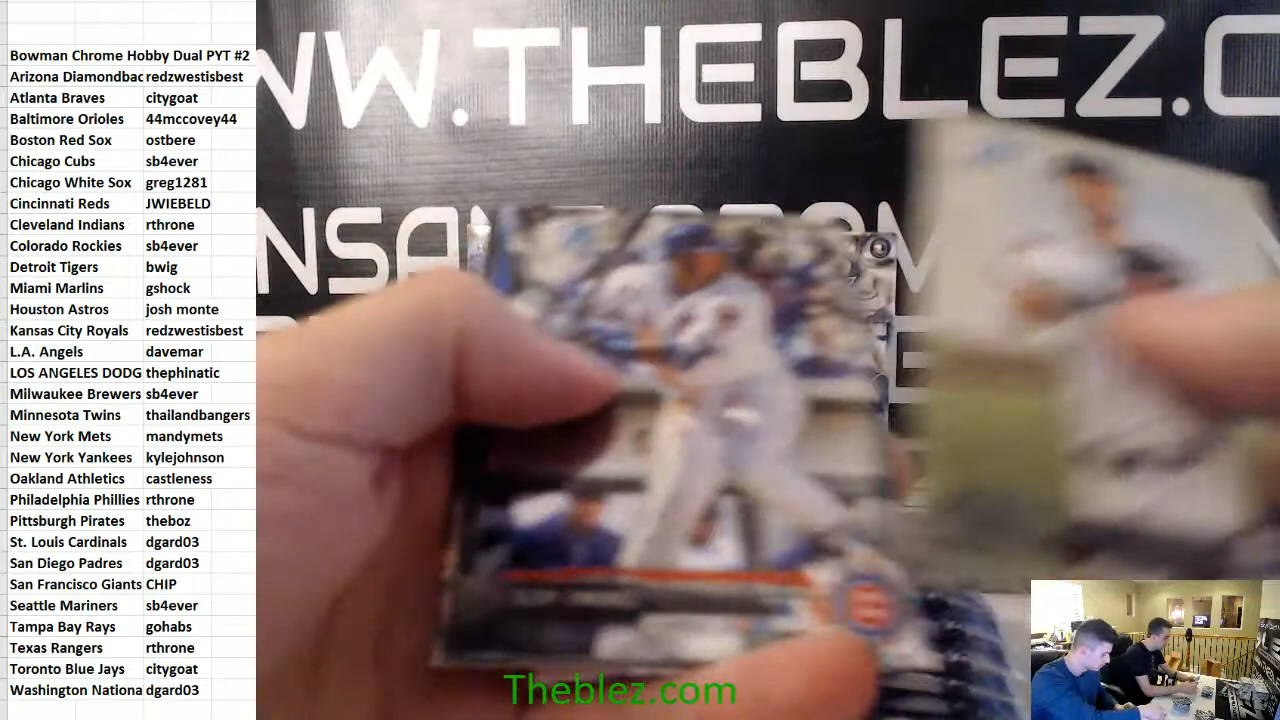 Bowman Chrome Hobby Dual PYT #2
Arizona Diamondbac redzwestisbest
Atlanta Braves citygoat
Baltimore Orioles 44mccovey44
Boston Red Sox ostbere
Chicago Cubs sb4ever
Chicago White Sox greg1281
Cincinnati Reds JWIEBELD
Cleveland Indians rthrone
Colorado Rockies sb4ever
Detroit Tigers bwig
Miami Marlins gshock
Houston Astros josh monte
Kansas City Royals redzwestisbest
L.A. Angels davemar
LOS ANGELES DODG thephinatic
Milwaukee Brewers sb4ever
Minnesota Twins thailandbangers
New York Mets mandymets
New York Yankees kylejohnson
Oakland Athletics castleness
Philadelphia Phillies rthrone
Pittsburgh Pirates theboz
St. Louis Cardinals dgard03
San Diego Padres dgard03
San Francisco Giants CHIP
Seattle Mariners sb4ever
Tampa Bay Rays gohabs
Texas Rangers rthrone
Toronto Blue Jays citygoat
Washington Nationa dgard03
WW.THEBLEZ.C
Theblez.com